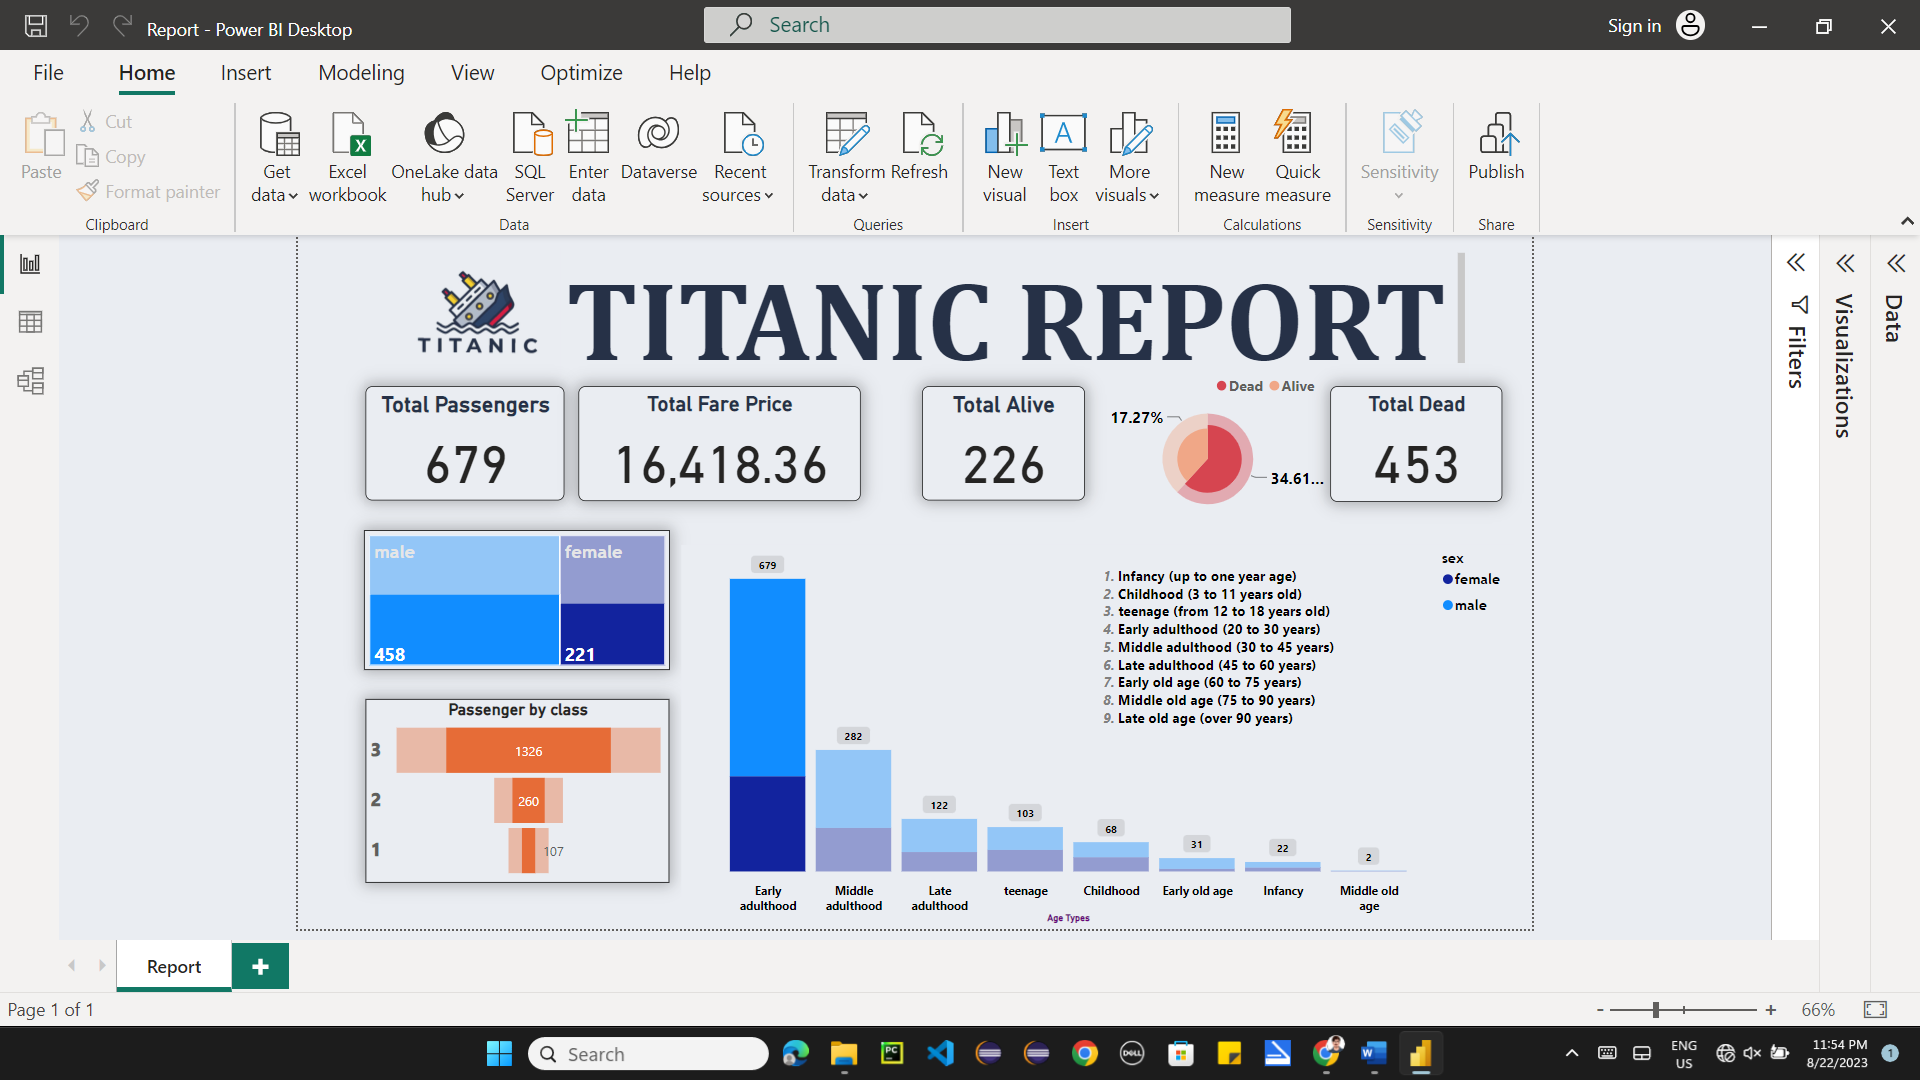 Report - Power BI Desktop
Search
Sign in
File Home Insert Modeling View Optimize Help
Paste
Cut
Copy
Format painter
Clipboard
Get data
Excel workbook
OneLake data hub
SQL Server
Enter data
Dataverse
Recent sources
Data
Transform data
Refresh
Queries
New visual
Text box
More visuals
Insert
New measure
Quick measure
Calculations
Sensitivity
Sensitivity
Publish
Share
TITANIC
TITANIC REPORT
Total Passengers
679
Total Fare Price
16,418.36
Total Alive
226
Dead Alive
17.27%
34.61...
Total Dead
453
male
458
female
221
Passenger by class
3 1326
2 260
1 107
679
282
122
103
68
31
22
2
Early adulthood
Middle adulthood
Late adulthood
teenage
Childhood
Early old age
Infancy
Middle old age
Age Types
1. Infancy (up to one year age)
2. Childhood (3 to 11 years old)
3. teenage (from 12 to 18 years old)
4. Early adulthood (20 to 30 years)
5. Middle adulthood (30 to 45 years)
6. Late adulthood (45 to 60 years)
7. Early old age (60 to 75 years)
8. Middle old age (75 to 90 years)
9. Late old age (over 90 years)
sex
female
male
Filters
Visualizations
Data
Report
Page 1 of 1
- + 66%
Search
PC
DELL
ENG
US
11:54 PM
8/22/2023
1